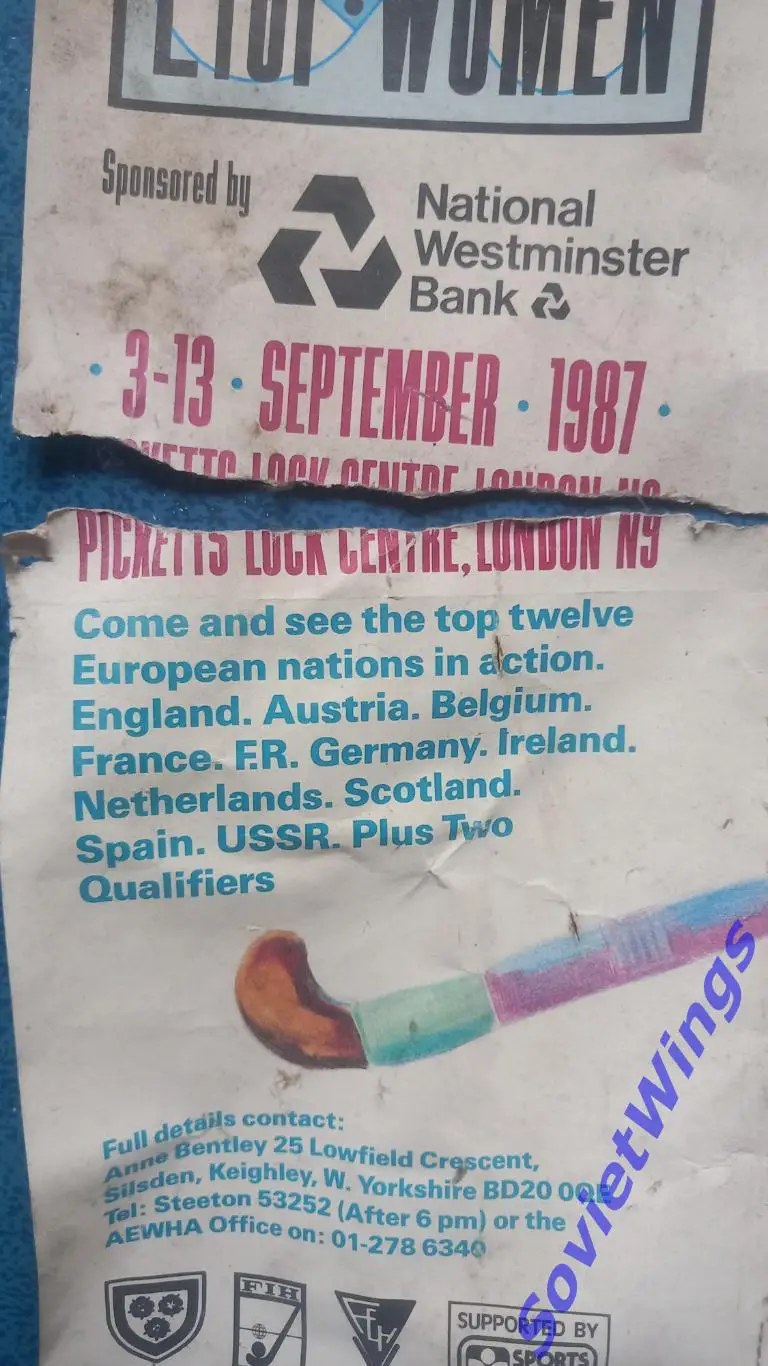 WOMEN
Sponsored by
National
Westminster
Bank
3-13 · SEPTEMBER · 1987
PICKETTS LOCK CENTRE, LONDON N9
Come and see the top twelve
European nations in action.
England. Austria. Belgium.
France. F.R. Germany. Ireland.
Netherlands. Scotland.
Spain. USSR. Plus Two
Qualifiers
Full details contact:
Anne Bentley 25 Lowfield Crescent,
Silsden, Keighley, W. Yorkshire BD20 0QE
Tel: Steeton 53252 (After 6 pm) or the
AEWHA Office on: 01-278 6340
FIH
SUPPORTED BY
SPORTS
SovietWings